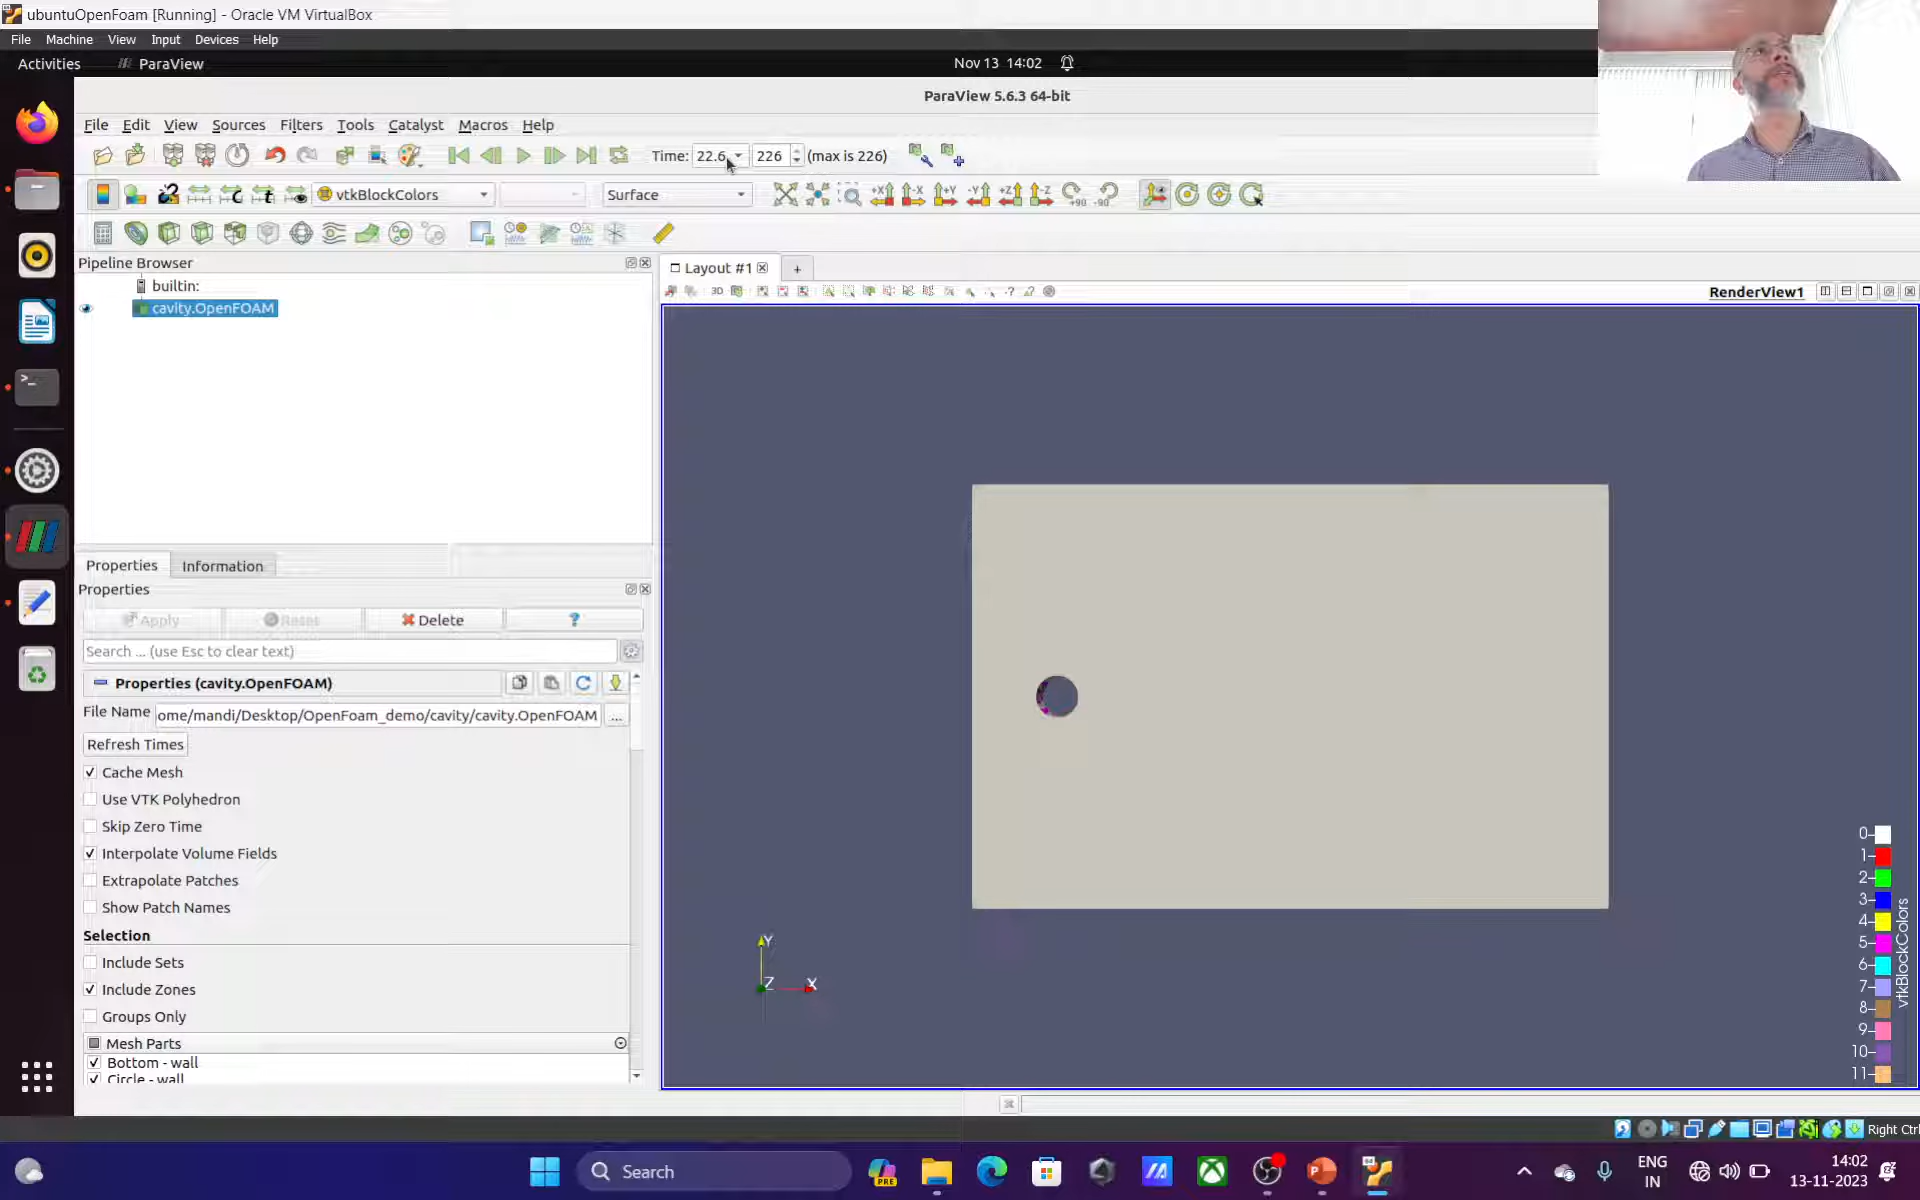 ubuntuOpenFoam [Running] - Oracle VM VirtualBox
File Machine View Input Devices Help
Activities ParaView Nov 13 14:02
ParaView 5.6.3 64-bit
File Edit View Sources Filters Tools Catalyst Macros Help
Time: 22.6 226 (max is 226)
vtkBlockColors Surface +X -X +Y -Y +Z -Z +90 -90
Pipeline Browser
Layout #1 +
builtin:
3D
RenderView1
cavity.OpenFOAM
Properties Information
Properties
Apply Reset Delete ?
Search ... (use Esc to clear text)
Properties (cavity.OpenFOAM)
File Name ome/mandi/Desktop/OpenFoam_demo/cavity/cavity.OpenFOAM ...
Refresh Times
Cache Mesh
Use VTK Polyhedron
Skip Zero Time
Interpolate Volume Fields
Extrapolate Patches
Show Patch Names
Selection
Include Sets
Include Zones
Groups Only
Mesh Parts
Bottom - wall
Circle - wall
Y
Z X
0
1
2
3
4
5
6
7
8
9
10
11
vtkBlockColors
Right Ctrl
Search
PRE
ENG
IN
14:02
13-11-2023